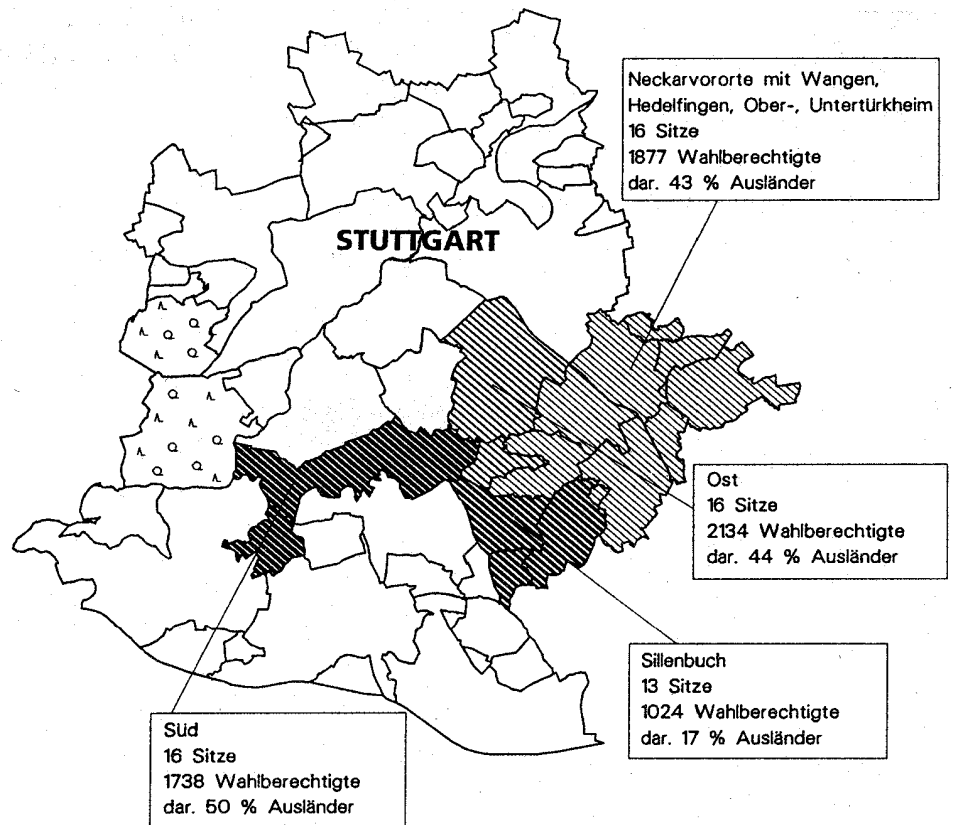 Neckarvororte mit Wangen,
Hedelfingen, Ober-, Untertürkheim
16 Sitze
1877 Wahlberechtigte
dar. 43 % Ausländer
STUTTGART
Ost
16 Sitze
2134 Wahlberechtigte
dar. 44 % Ausländer
Sillenbuch
13 Sitze
1024 Wahlberechtigte
dar. 17 % Ausländer
Süd
16 Sitze
1738 Wahlberechtigte
dar. 50 % Ausländer